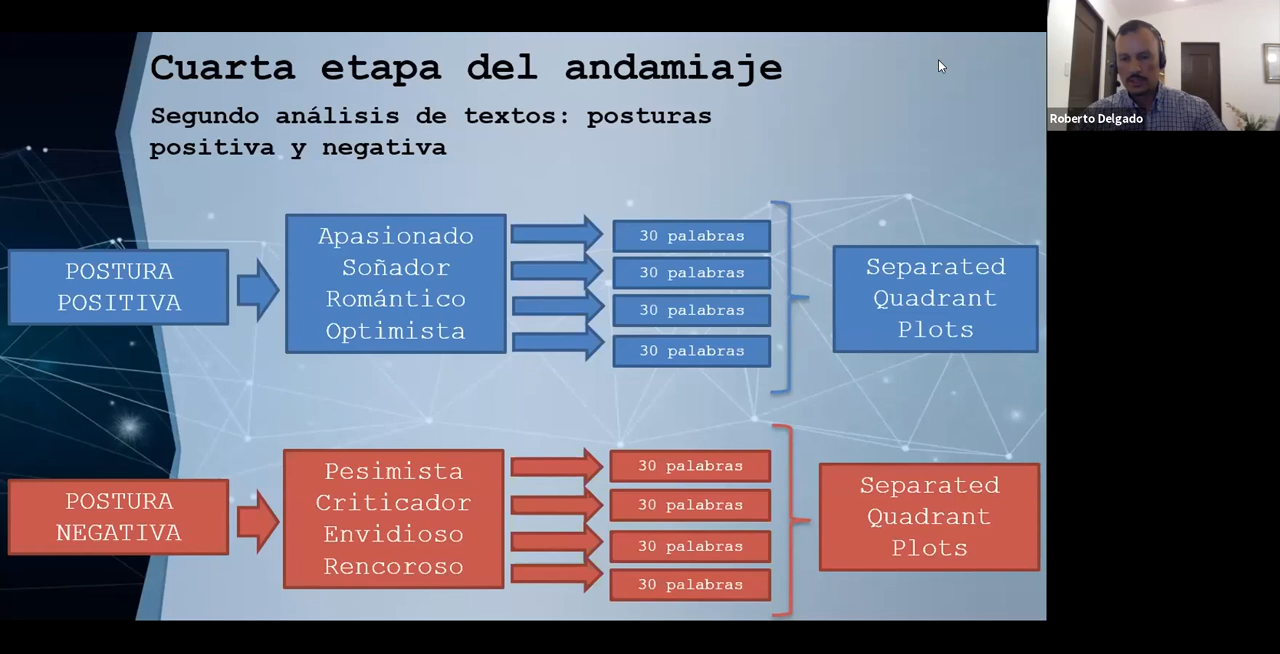 Cuarta etapa del andamiaje
Segundo análisis de textos: posturas
positiva y negativa
POSTURA
POSITIVA
Apasionado
Soñador
Romántico
Optimista
30 palabras
30 palabras
30 palabras
30 palabras
Separated
Quadrant
Plots
POSTURA
NEGATIVA
Pesimista
Criticador
Envidioso
Rencoroso
30 palabras
30 palabras
30 palabras
30 palabras
Separated
Quadrant
Plots
Roberto Delgado